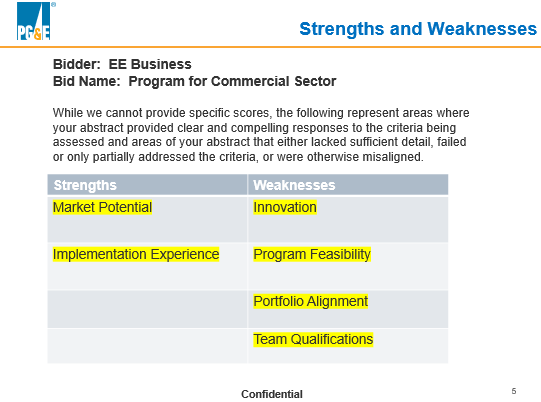 PG&E ®
Strengths and Weaknesses
Bidder: EE Business
Bid Name: Program for Commercial Sector
While we cannot provide specific scores, the following represent areas where
your abstract provided clear and compelling responses to the criteria being
assessed and areas of your abstract that either lacked sufficient detail, failed
or only partially addressed the criteria, or were otherwise misaligned.
Strengths Weaknesses
Market Potential Innovation
Implementation Experience Program Feasibility
Portfolio Alignment
Team Qualifications
Confidential
5